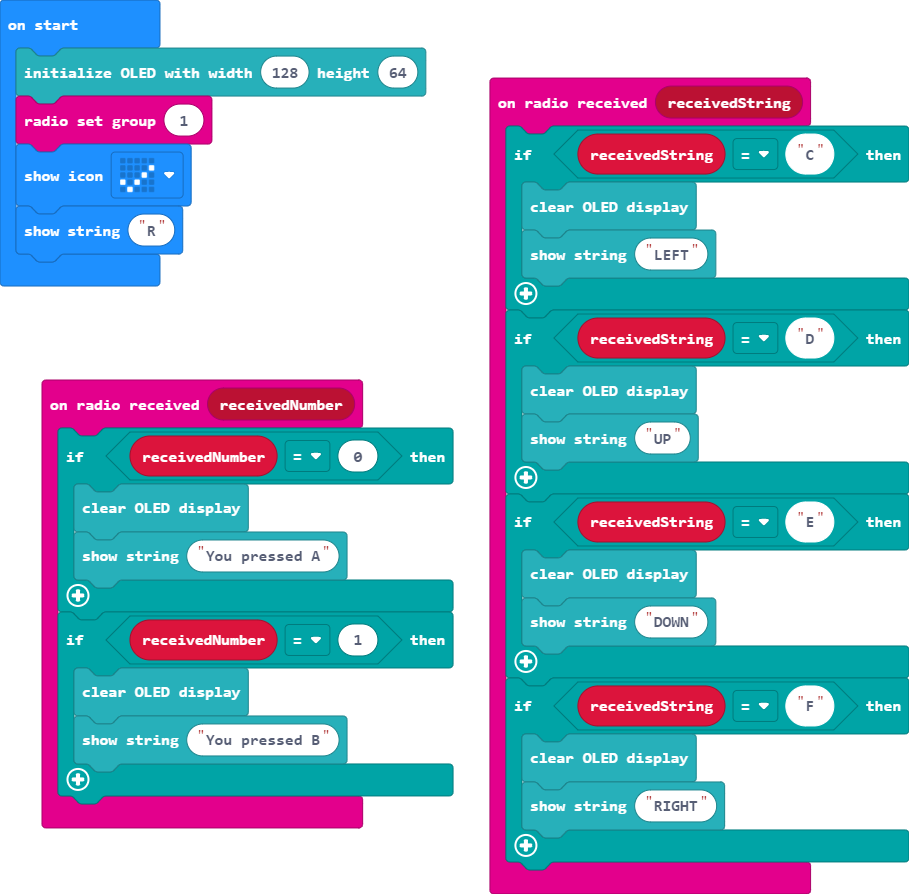 on start
initialize OLED with width 128 height 64
radio set group 1
show icon
show string "R"
on radio received receivedNumber
if receivedNumber = 0 then
clear OLED display
show string "You pressed A"
if receivedNumber = 1 then
clear OLED display
show string "You pressed B"
on radio received receivedString
if receivedString = "C" then
clear OLED display
show string "LEFT"
if receivedString = "D" then
clear OLED display
show string "UP"
if receivedString = "E" then
clear OLED display
show string "DOWN"
if receivedString = "F" then
clear OLED display
show string "RIGHT"